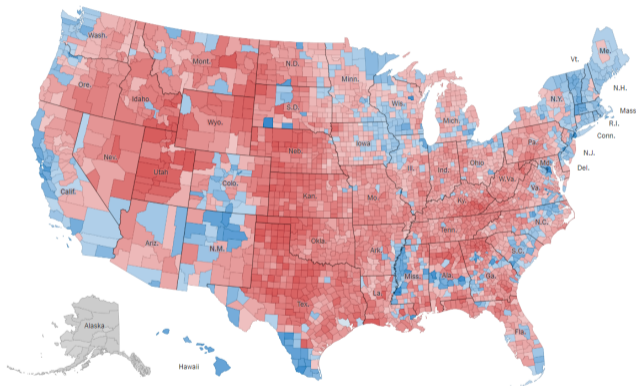 Wash.
Mont.
N.D.
Minn.
Vt.
Me.
N.H.
Ore.
Idaho
Wyo.
S.D.
Wis.
Mich.
N.Y.
Mass
R.I.
Conn.
Nev.
Utah
Colo.
Neb.
Iowa
Ill.
Ind.
Ohio
Pa.
N.J.
Md.
Del.
Calif.
Kan.
Mo.
Ky.
W.Va.
Va.
Ariz.
N.M.
Okla.
Ark.
Tenn.
N.C.
S.C.
Tex.
La.
Miss.
Ala.
Ga.
Fla.
Alaska
Hawaii